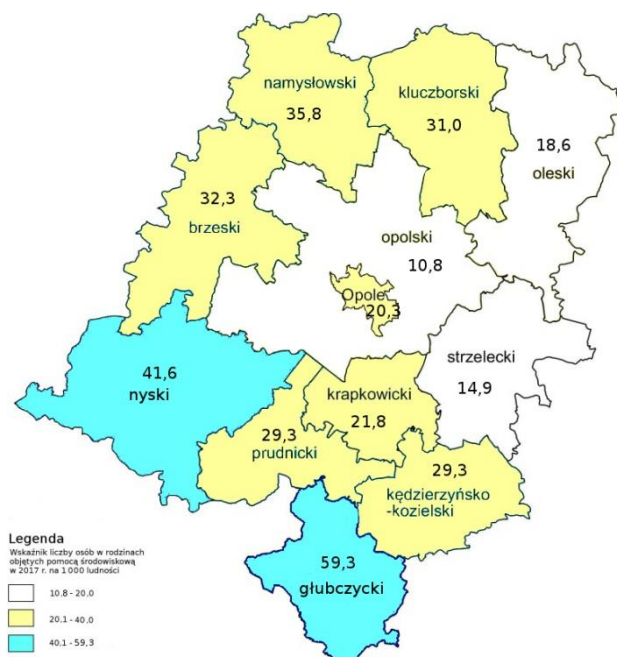 namysłowski
35,8
kluczborski
31,0
18,6
oleski
32,3
brzeski
opolski
10,8
Opole
20,3
strzelecki
14,9
41,6
nyski
krapkowicki
21,8
29,3
prudnicki
29,3
kędzierzyńsko
-kozielski
59,3
głubczycki
Legenda
Wskaźnik liczby osób w rodzinach
objętych pomocą środowiskową
w 2017 r. na 1 000 ludności
10.8 - 20.0
20.1 - 40.0
40.1 - 59.3